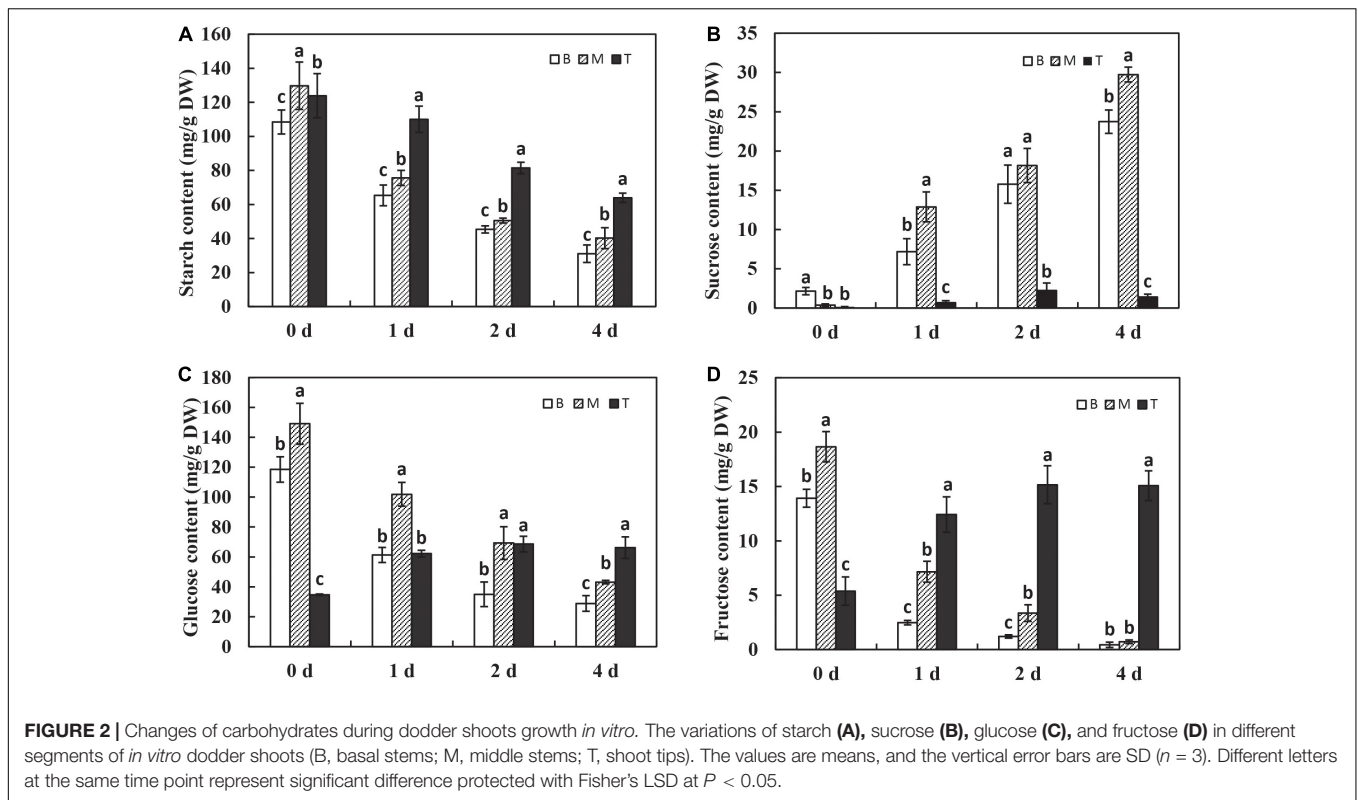 A
160
140
120
100
80
60
40
20
0
Starch content (mg/g DW)
B M T
c a b
c b a
c b a
c b a
0 d 1 d 2 d 4 d
B
35
30
25
20
15
10
5
0
Sucrose content (mg/g DW)
B M T
a b b
b a c
a a b
b a c
0 d 1 d 2 d 4 d
C
180
160
140
120
100
80
60
40
20
0
Glucose content (mg/g DW)
B M T
b a c
b a b
b a a
c b a
0 d 1 d 2 d 4 d
D
25
20
15
10
5
0
Fructose content (mg/g DW)
B M T
b a c
c b a
c b a
b b a
0 d 1 d 2 d 4 d
FIGURE 2 | Changes of carbohydrates during dodder shoots growth in vitro. The variations of starch (A), sucrose (B), glucose (C), and fructose (D) in different
segments of in vitro dodder shoots (B, basal stems; M, middle stems; T, shoot tips). The values are means, and the vertical error bars are SD (n = 3). Different letters
at the same time point represent significant difference protected with Fisher's LSD at P < 0.05.